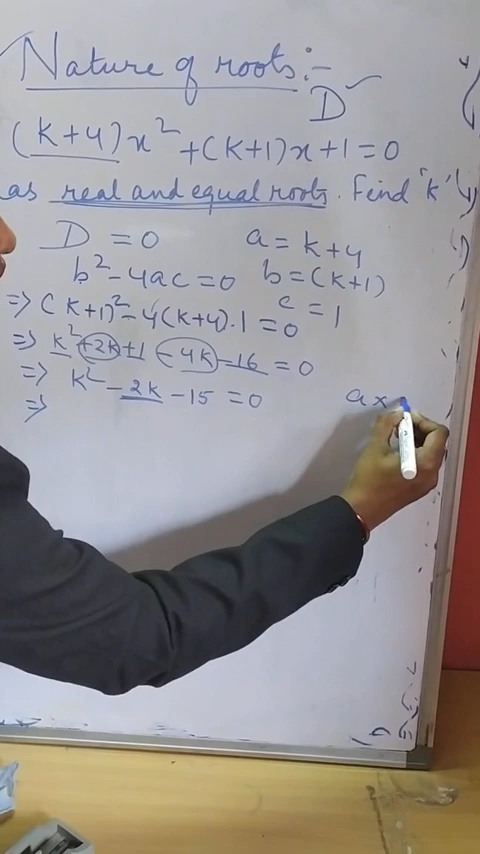 Nature of roots:-
D
(k+4)x² + (k+1)x + 1 = 0
as real and equal roots. Find "k"
D = 0 a = k+4
b² - 4ac = 0 b = (k+1)
⇒ (k+1)² - 4(k+4).1 = 0 c = 1
⇒ k² + 2k + 1 - 4k - 16 = 0
⇒ k² - 2k - 15 = 0 ax
⇒